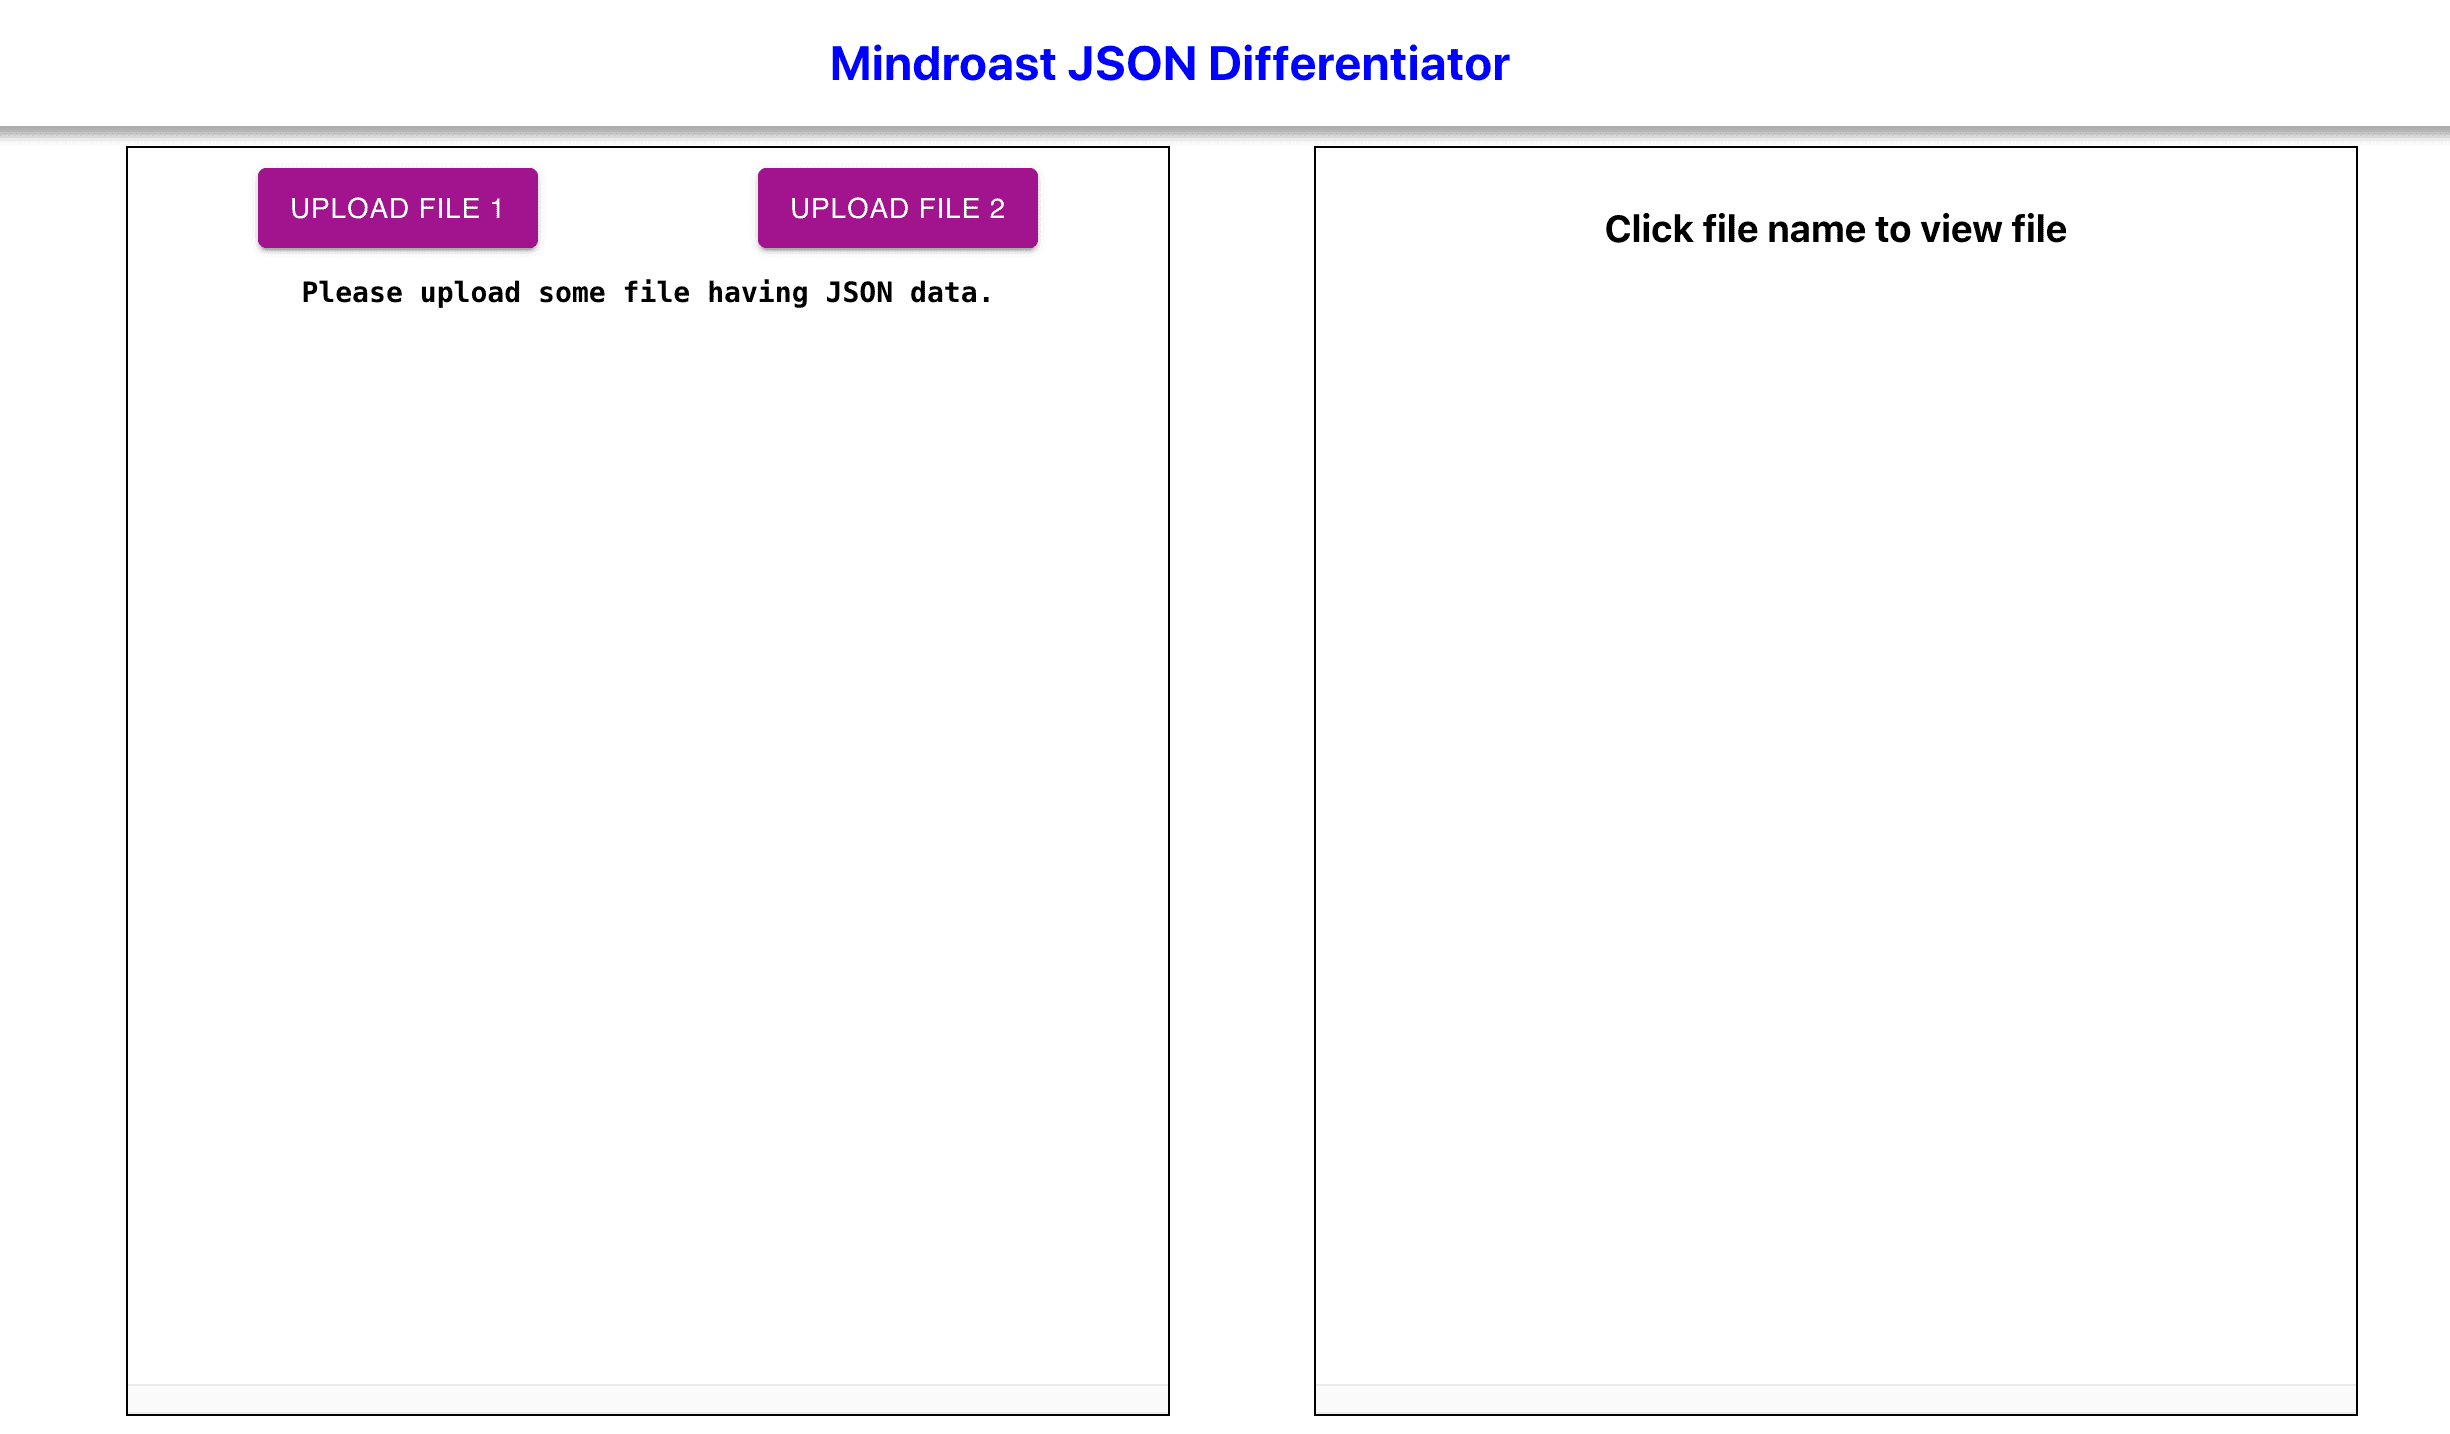 Mindroast JSON Differentiator
UPLOAD FILE 1
UPLOAD FILE 2
Please upload some file having JSON data.
Click file name to view file